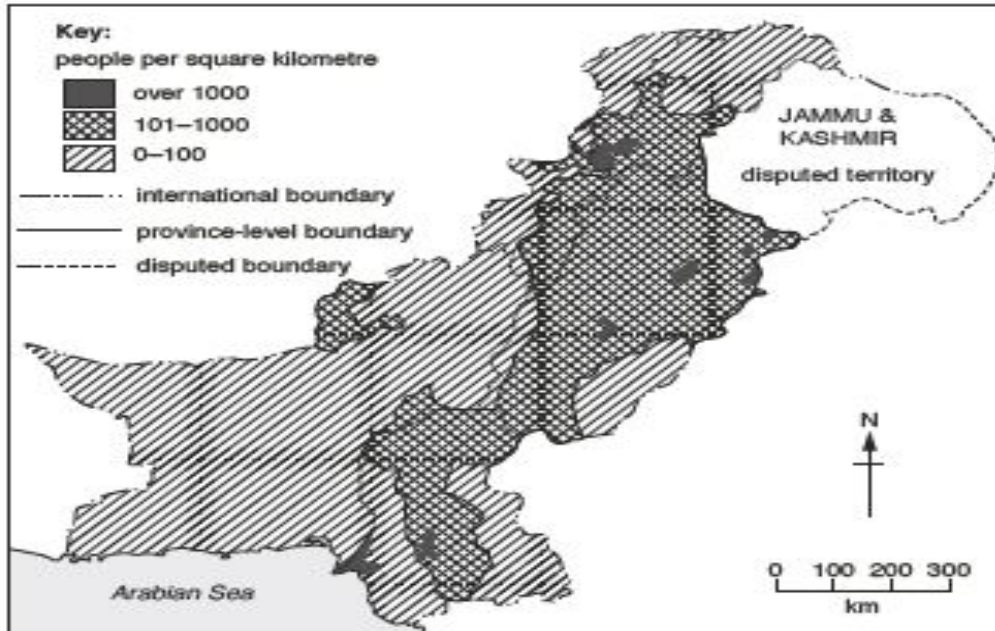 Key:
people per square kilometre
over 1000
101–1000
0–100
international boundary
province-level boundary
disputed boundary
JAMMU &
KASHMIR
disputed territory
N
0 100 200 300
km
Arabian Sea